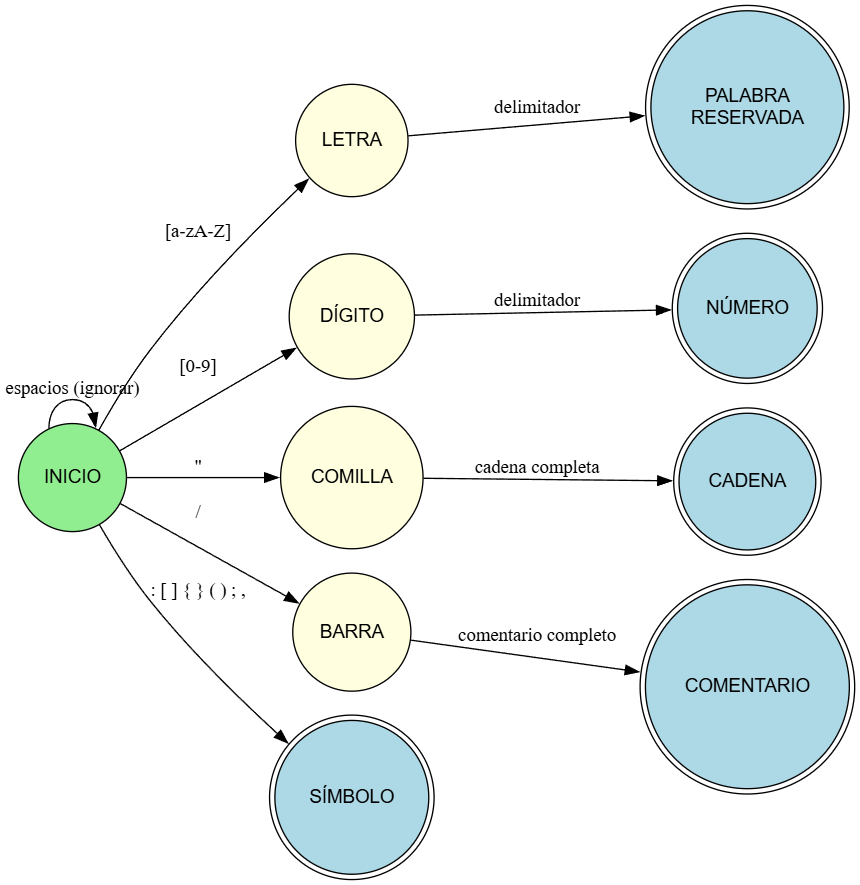 PALABRA
RESERVADA
delimitador
LETRA
[a-zA-Z]
delimitador
NÚMERO
DÍGITO
[0-9]
espacios (ignorar)
INICIO
"
COMILLA
cadena completa
CADENA
/
: [ ] { } ( ) ; ,
BARRA
comentario completo
COMENTARIO
SÍMBOLO